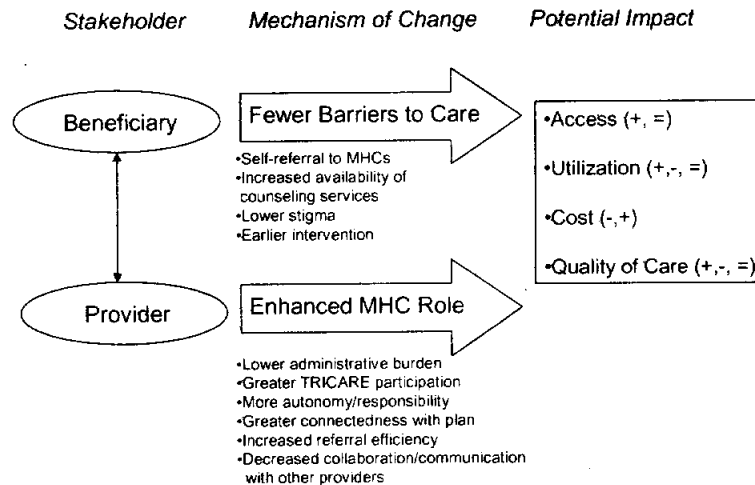 Stakeholder
Mechanism of Change
Potential Impact
Beneficiary
Fewer Barriers to Care
•Self-referral to MHCs
•Increased availability of
counseling services
•Lower stigma
•Earlier intervention
Provider
Enhanced MHC Role
•Lower administrative burden
•Greater TRICARE participation
•More autonomy/responsibility
•Greater connectedness with plan
•Increased referral efficiency
•Decreased collaboration/communication
with other providers
•Access (+, =)
•Utilization (+,-, =)
•Cost (-,+)
•Quality of Care (+,-, =)